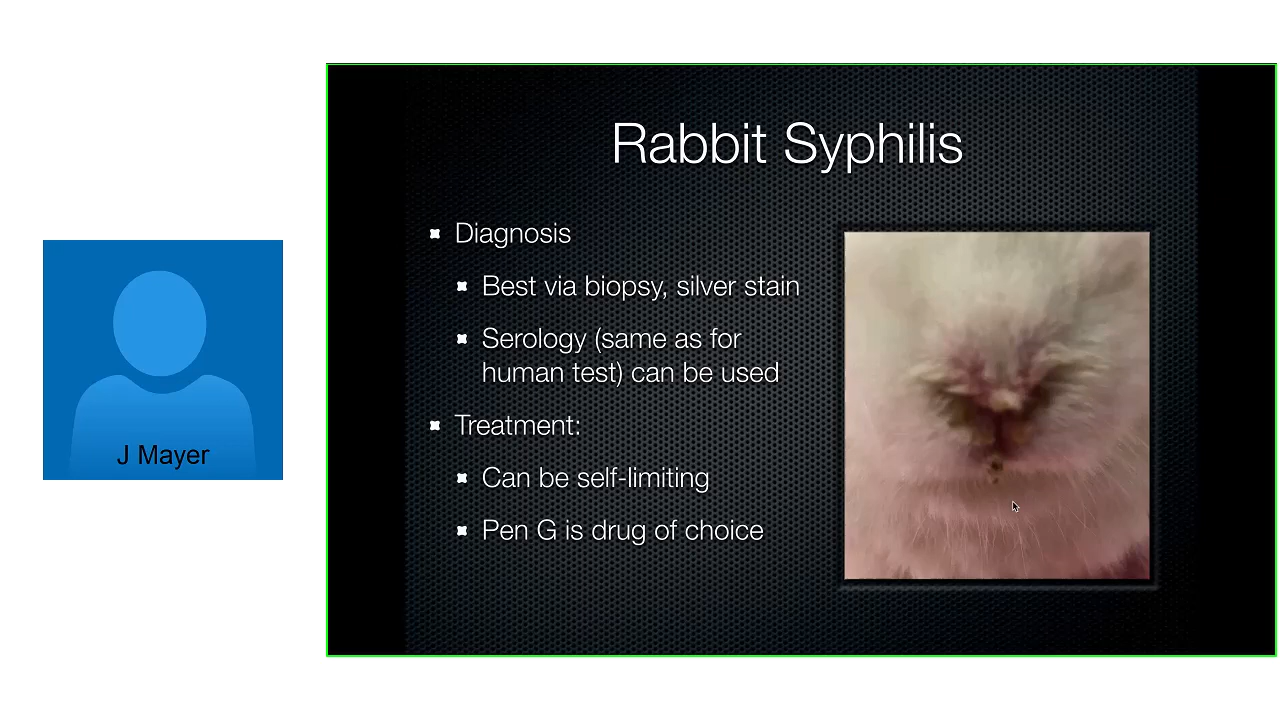 Rabbit Syphilis
Diagnosis
Best via biopsy, silver stain
Serology (same as for
human test) can be used
Treatment:
Can be self-limiting
Pen G is drug of choice
J Mayer